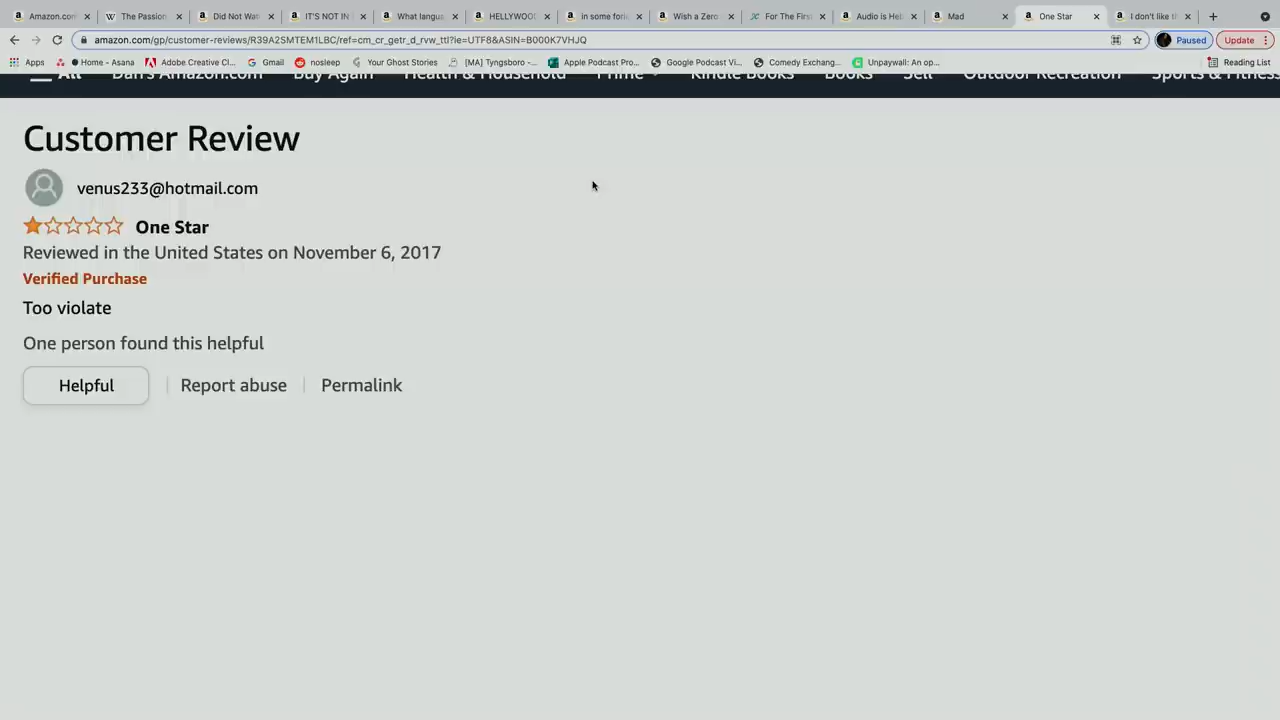 Amazon.com
The Passion
Did Not Wat
IT'S NOT IN
What langua
HELLYWOOD
in some fori
Wish a Zero
For The Firs
Audio is Hel
Mad
One Star
I don't like th
amazon.com/gp/customer-reviews/R39A2SMTEM1LBC/ref=cm_cr_getr_d_rvw_ttl?ie=UTF8&ASIN=B000K7VHJQ
Paused
Update
Apps
Home - Asana
Adobe Creative Cl...
Gmail
nosleep
Your Ghost Stories
[MA] Tyngsboro -...
Apple Podcast Pro...
Google Podcast Vi...
Comedy Exchang...
Unpaywall: An op...
Reading List
All Dan's Amazon.com Buy Again Health & Household Prime Kindle Books Books Sell Outdoor Recreation Sports & Fitness
Customer Review
venus233@hotmail.com
One Star
Reviewed in the United States on November 6, 2017
Verified Purchase
Too violate
One person found this helpful
Helpful
Report abuse
Permalink